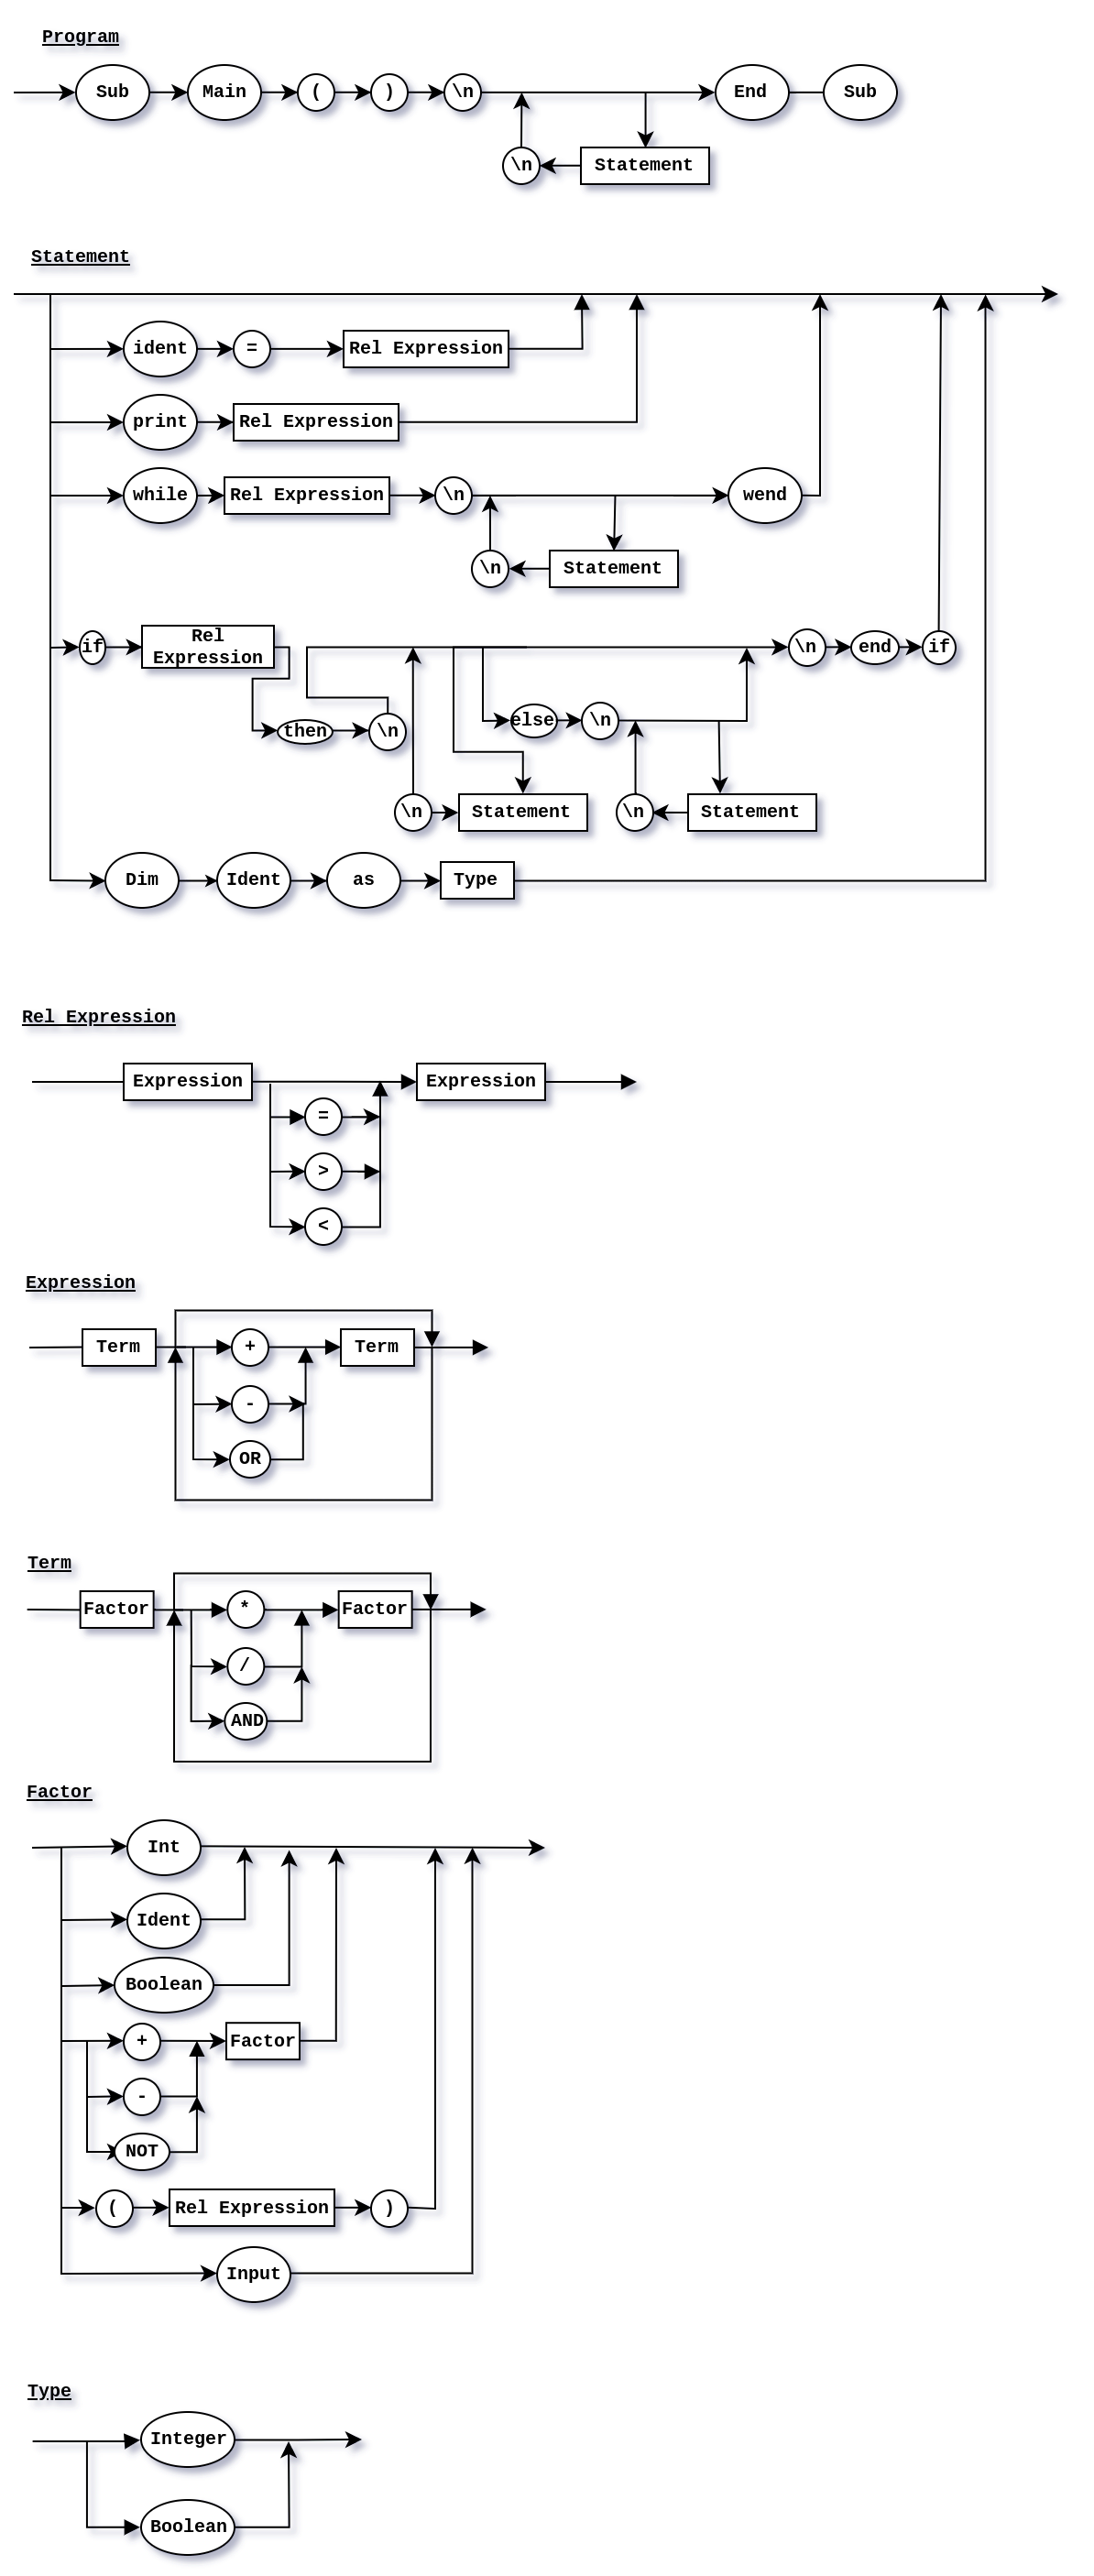 Program
Sub Main ( ) \n End Sub
\n Statement
Statement
ident = Rel Expression
print Rel Expression
while Rel Expression \n wend
\n Statement
if Rel Expression \n end if
then \n else \n
\n Statement \n Statement
Dim Ident as Type
Rel Expression
Expression Expression
=
>
<
Expression
Term + Term
-
OR
Term
Factor * Factor
/
AND
Factor
Int
Ident
Boolean
+ Factor
-
NOT
( Rel Expression )
Input
Type
Integer
Boolean